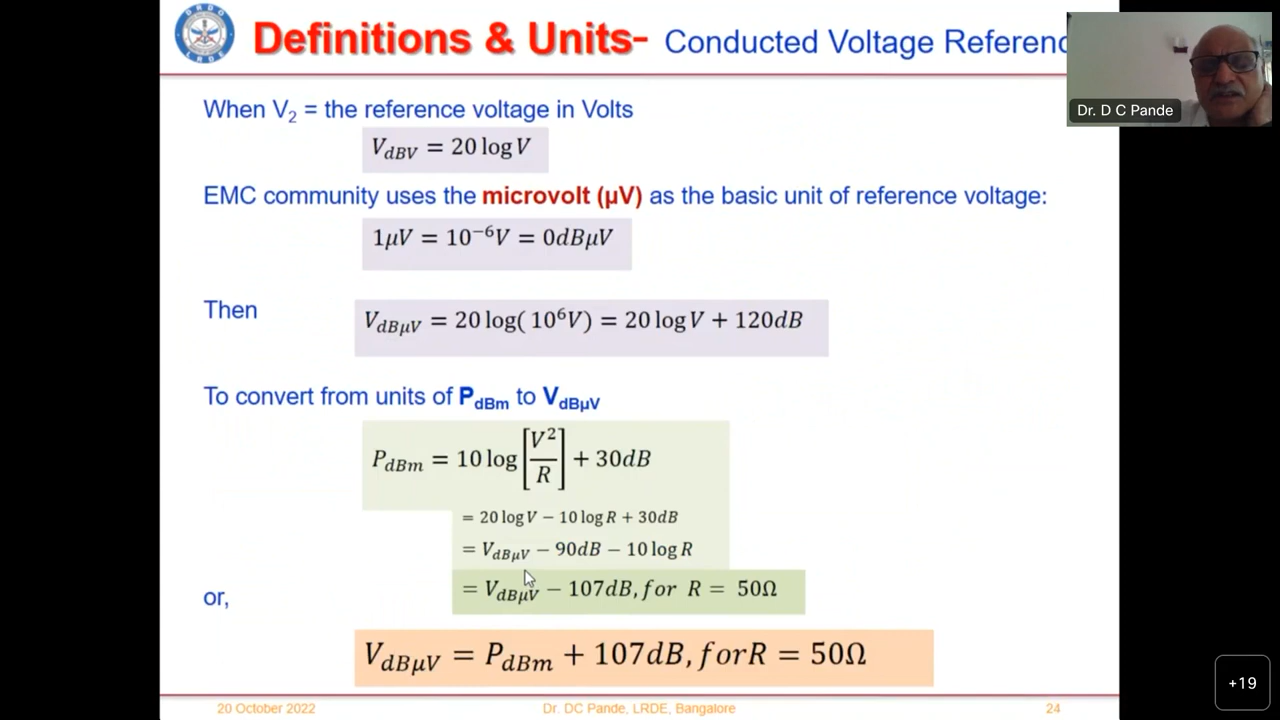 DRDO
LRDE
Definitions & Units- Conducted Voltage Referenc
Dr. D C Pande
When V₂ = the reference voltage in Volts
V_dBV = 20 log V
EMC community uses the microvolt (µV) as the basic unit of reference voltage:
1μV = 10⁻⁶V = 0dBμV
Then
V_dBμV = 20 log( 10⁶V) = 20 log V + 120dB
To convert from units of P_dBm to V_dBµV
P_dBm = 10 log [V²/R] + 30dB
= 20 log V − 10 log R + 30dB
= V_dBμV − 90dB − 10 log R
= V_dBμV − 107dB, for R = 50Ω
or,
V_dBμV = P_dBm + 107dB, forR = 50Ω
20 October 2022
Dr. DC Pande, LRDE, Bangalore
24
+19